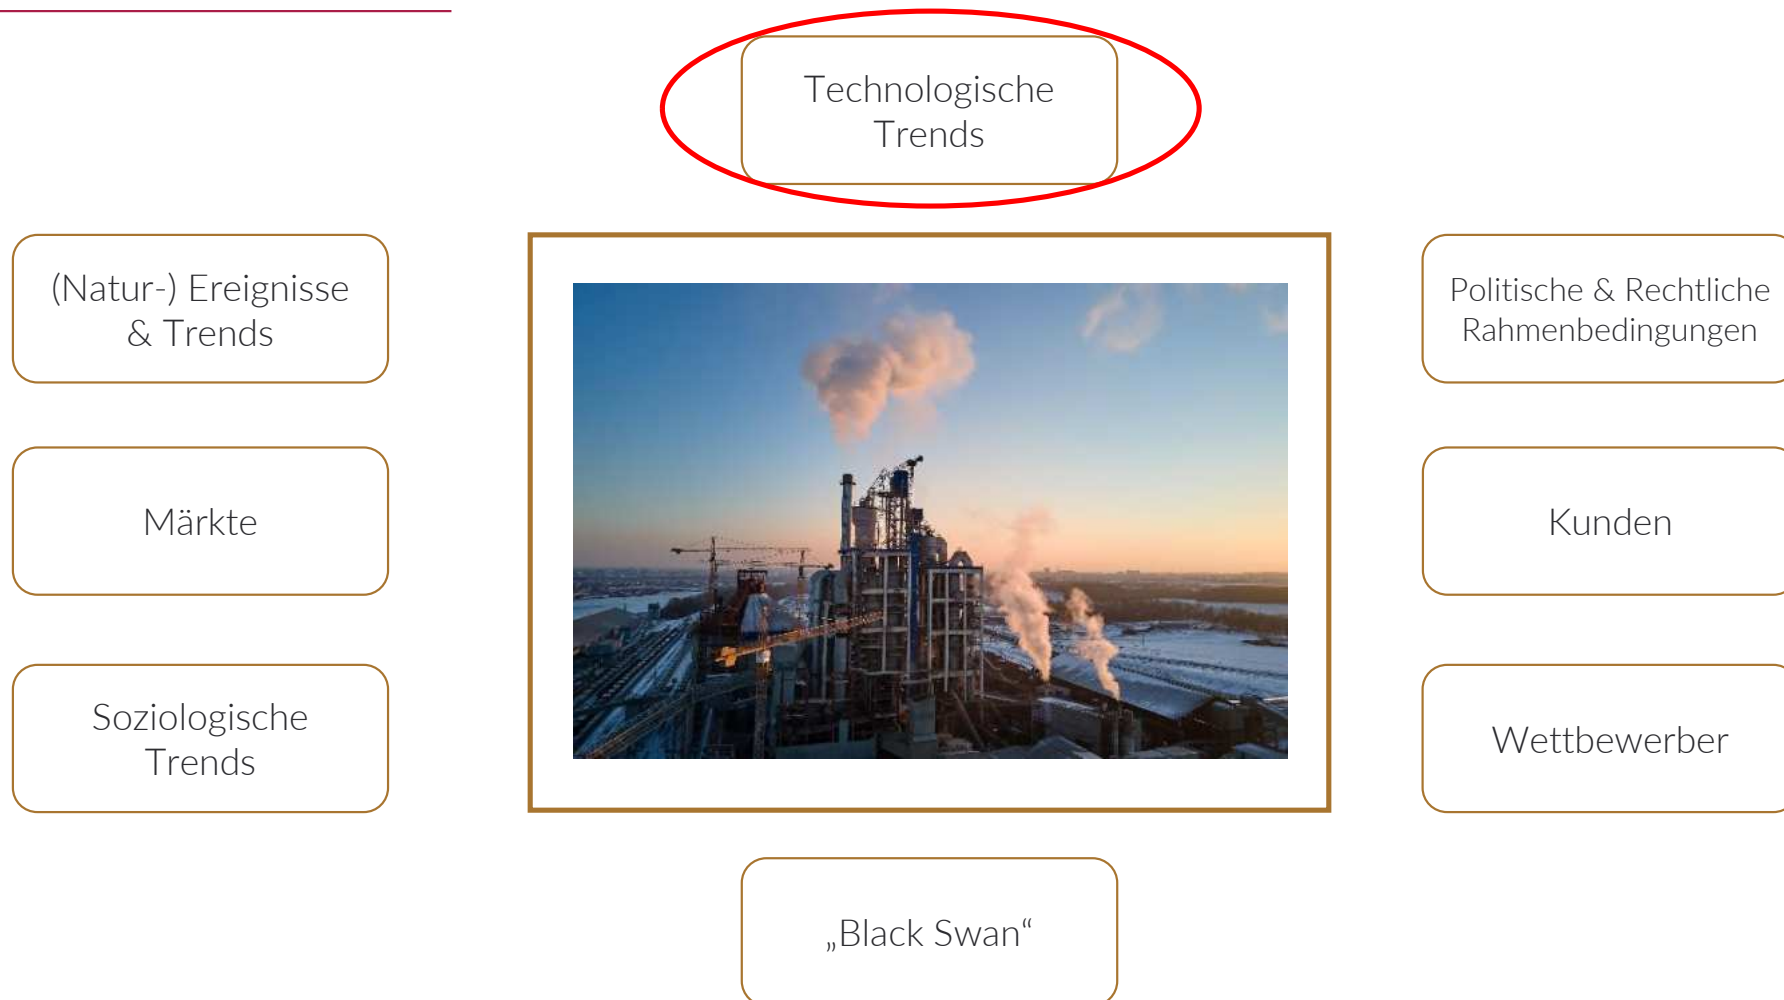 Technologische
Trends
(Natur-) Ereignisse
& Trends
Politische & Rechtliche
Rahmenbedingungen
Märkte
Kunden
Soziologische
Trends
Wettbewerber
„Black Swan“